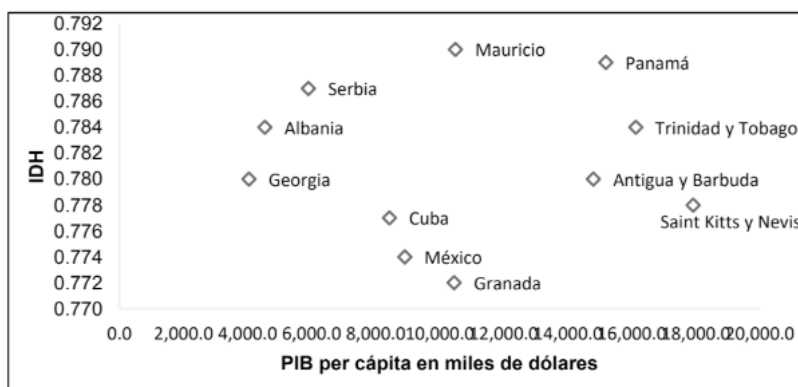 0.792
0.790
0.788
0.786
0.784
0.782
0.780
0.778
0.776
0.774
0.772
0.770
IDH
Mauricio
Panamá
Serbia
Albania
Trinidad y Tobago
Georgia
Antigua y Barbuda
Cuba
Saint Kitts y Nevis
México
Granada
0.0 2,000.0 4,000.0 6,000.0 8,000.0 10,000.0 12,000.0 14,000.0 16,000.0 18,000.0 20,000.0
PIB per cápita en miles de dólares